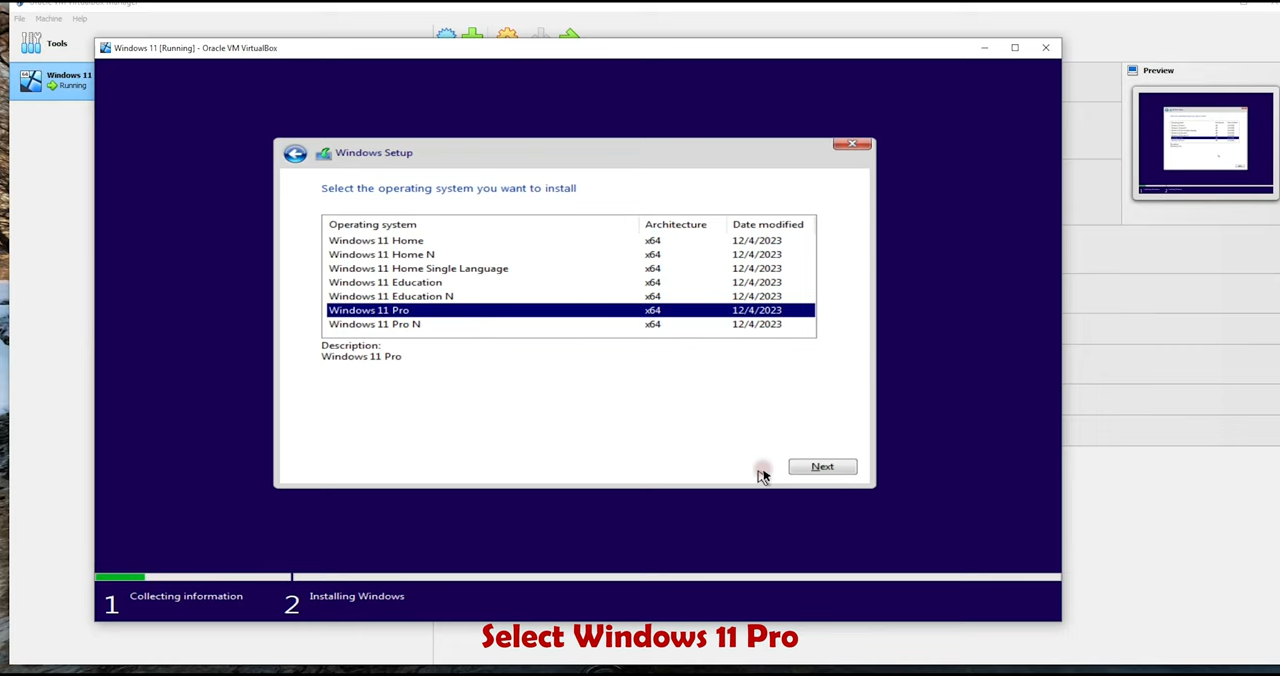 File Machine Help
Tools
Windows 11
Running
Windows 11 [Running] - Oracle VM VirtualBox
Preview
Windows Setup
Select the operating system you want to install
Operating system Architecture Date modified
Windows 11 Home x64 12/4/2023
Windows 11 Home N x64 12/4/2023
Windows 11 Home Single Language x64 12/4/2023
Windows 11 Education x64 12/4/2023
Windows 11 Education N x64 12/4/2023
Windows 11 Pro x64 12/4/2023
Windows 11 Pro N x64 12/4/2023
Description:
Windows 11 Pro
Next
1 Collecting information 2 Installing Windows
Select Windows 11 Pro